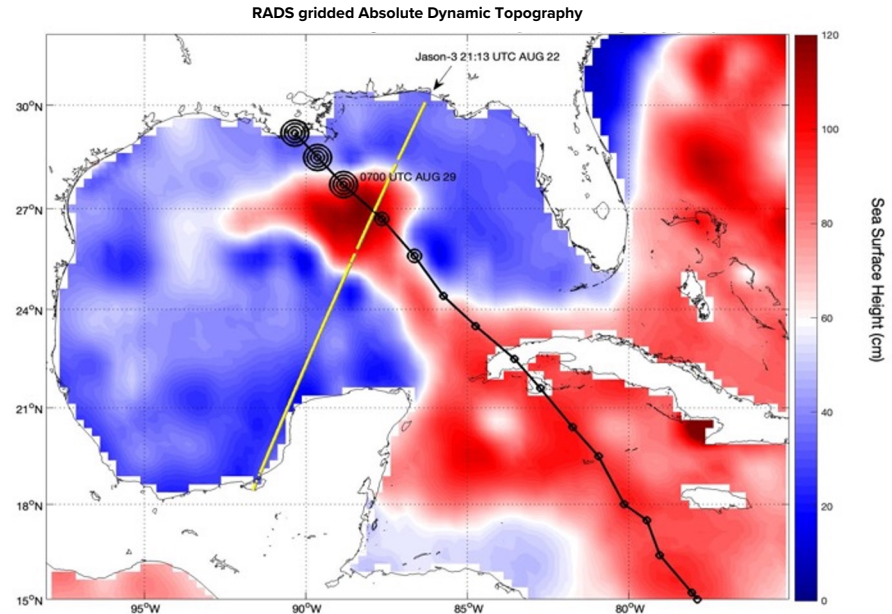 RADS gridded Absolute Dynamic Topography
Jason-3 21:13 UTC AUG 22
0700 UTC AUG 29
30°N
27°N
24°N
21°N
18°N
15°N
95°W
90°W
85°W
80°W
120
100
80
60
40
20
0
Sea Surface Height (cm)